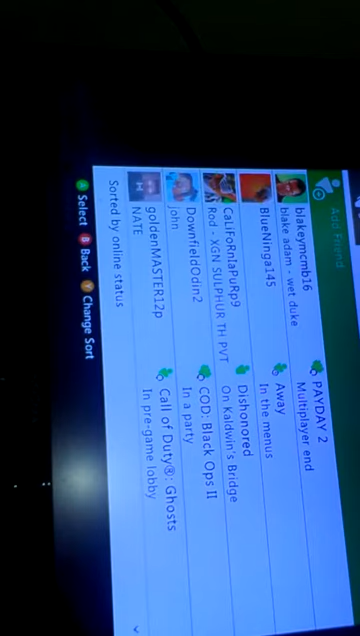 Add Friend
blakeymcmb16
blake adam - wet duke
PAYDAY 2
Multiplayer end
BlueNinga145
Away
In the menus
CaLiFoRnIaPuRp9
Rod - XGN SULPHUR TH PVT
Dishonored
On Kaldwin's Bridge
DownfieldOdin2
John
COD: Black Ops II
In a party
goldenMASTER12p
NATE
Call of Duty®: Ghosts
In pre-game lobby
Sorted by online status
A Select B Back Y Change Sort